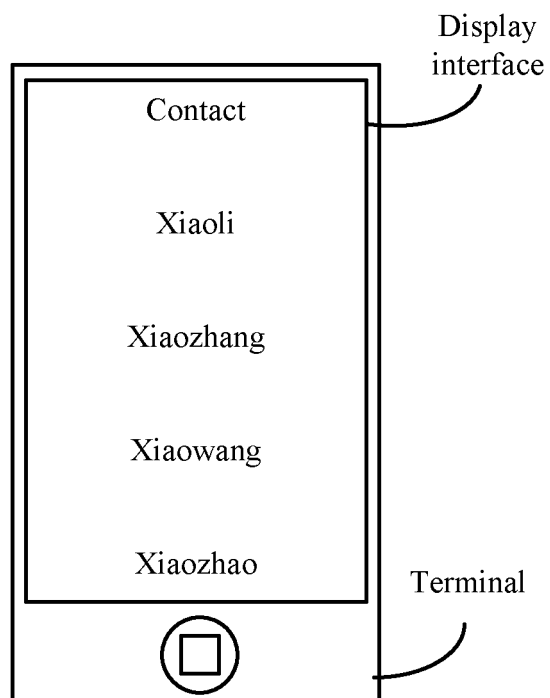 Display
interface
Contact
Xiaoli
Xiaozhang
Xiaowang
Xiaozhao
Terminal